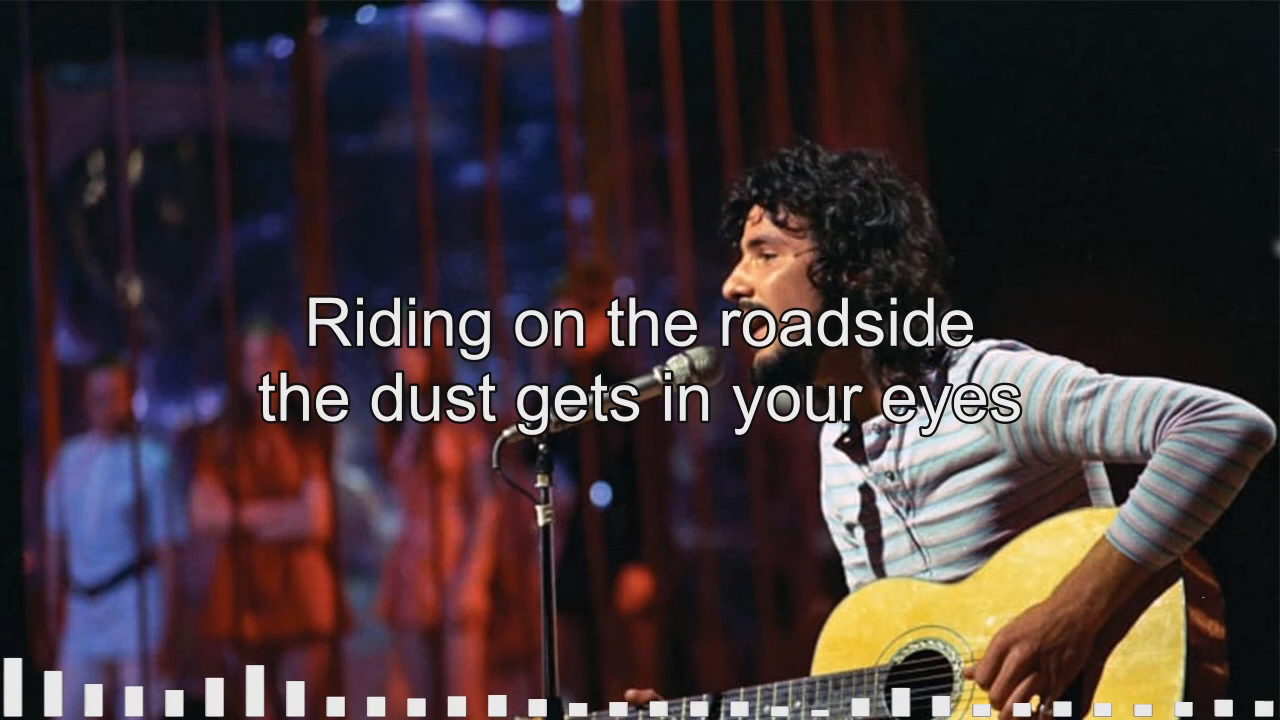 Riding on the roadside
the dust gets in your eyes